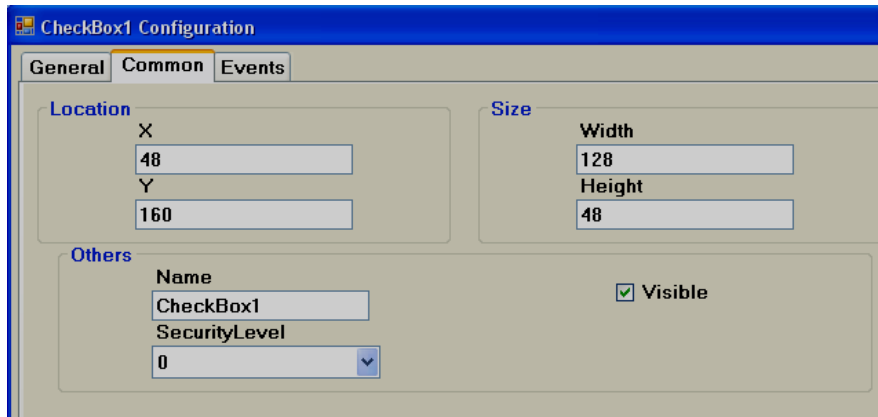 CheckBox1 Configuration
General Common Events
Location
X
48
Y
160
Size
Width
128
Height
48
Others
Name
CheckBox1
SecurityLevel
0
Visible